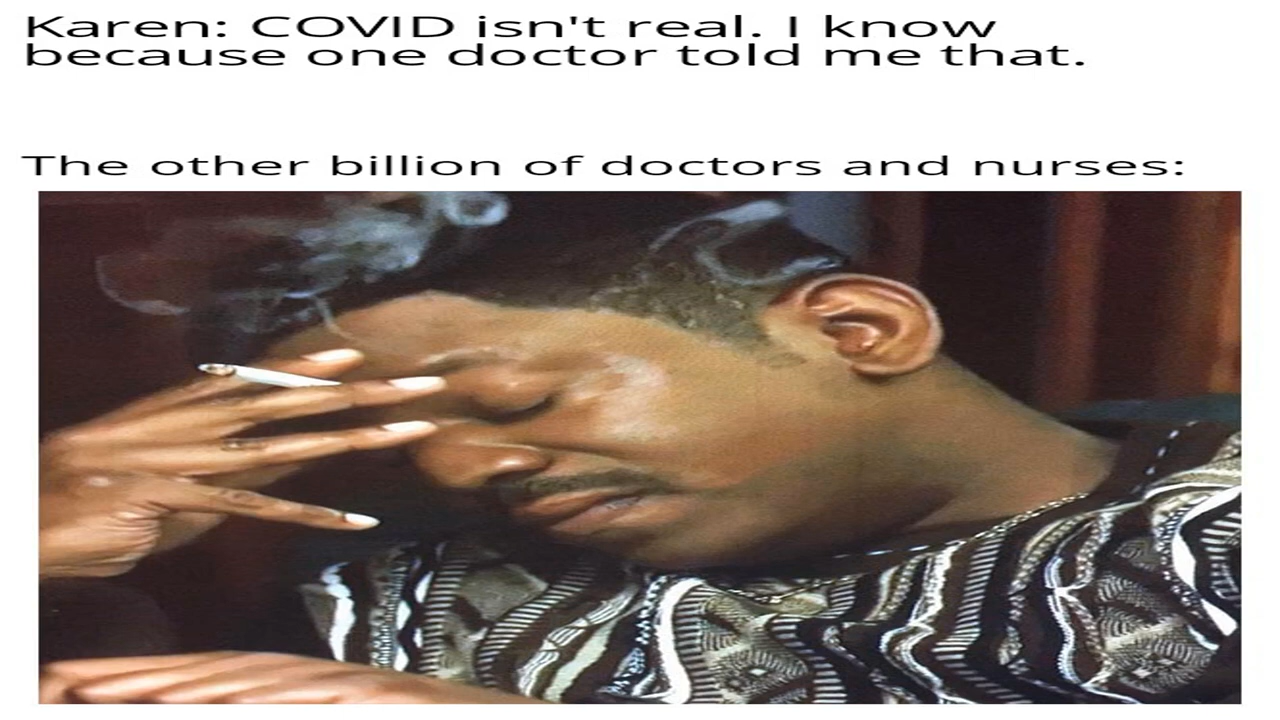 Karen: COVID isn't real. I know
because one doctor told me that.
The other billion of doctors and nurses: